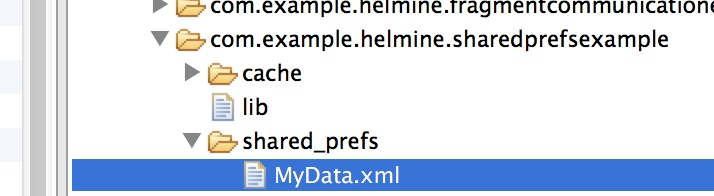 com.example.helmine.fragmentcommunicatione
com.example.helmine.sharedprefsexample
cache
lib
shared_prefs
MyData.xml